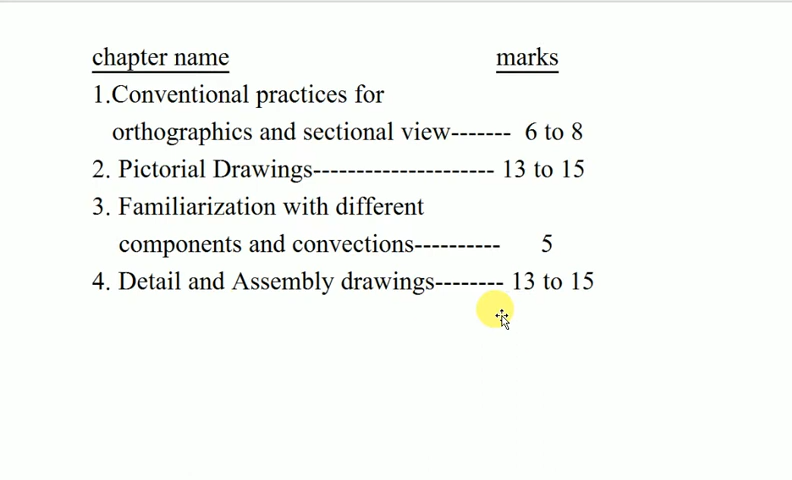 chapter name marks
1.Conventional practices for
orthographics and sectional view------- 6 to 8
2. Pictorial Drawings--------------------- 13 to 15
3. Familiarization with different
components and convections---------- 5
4. Detail and Assembly drawings-------- 13 to 15